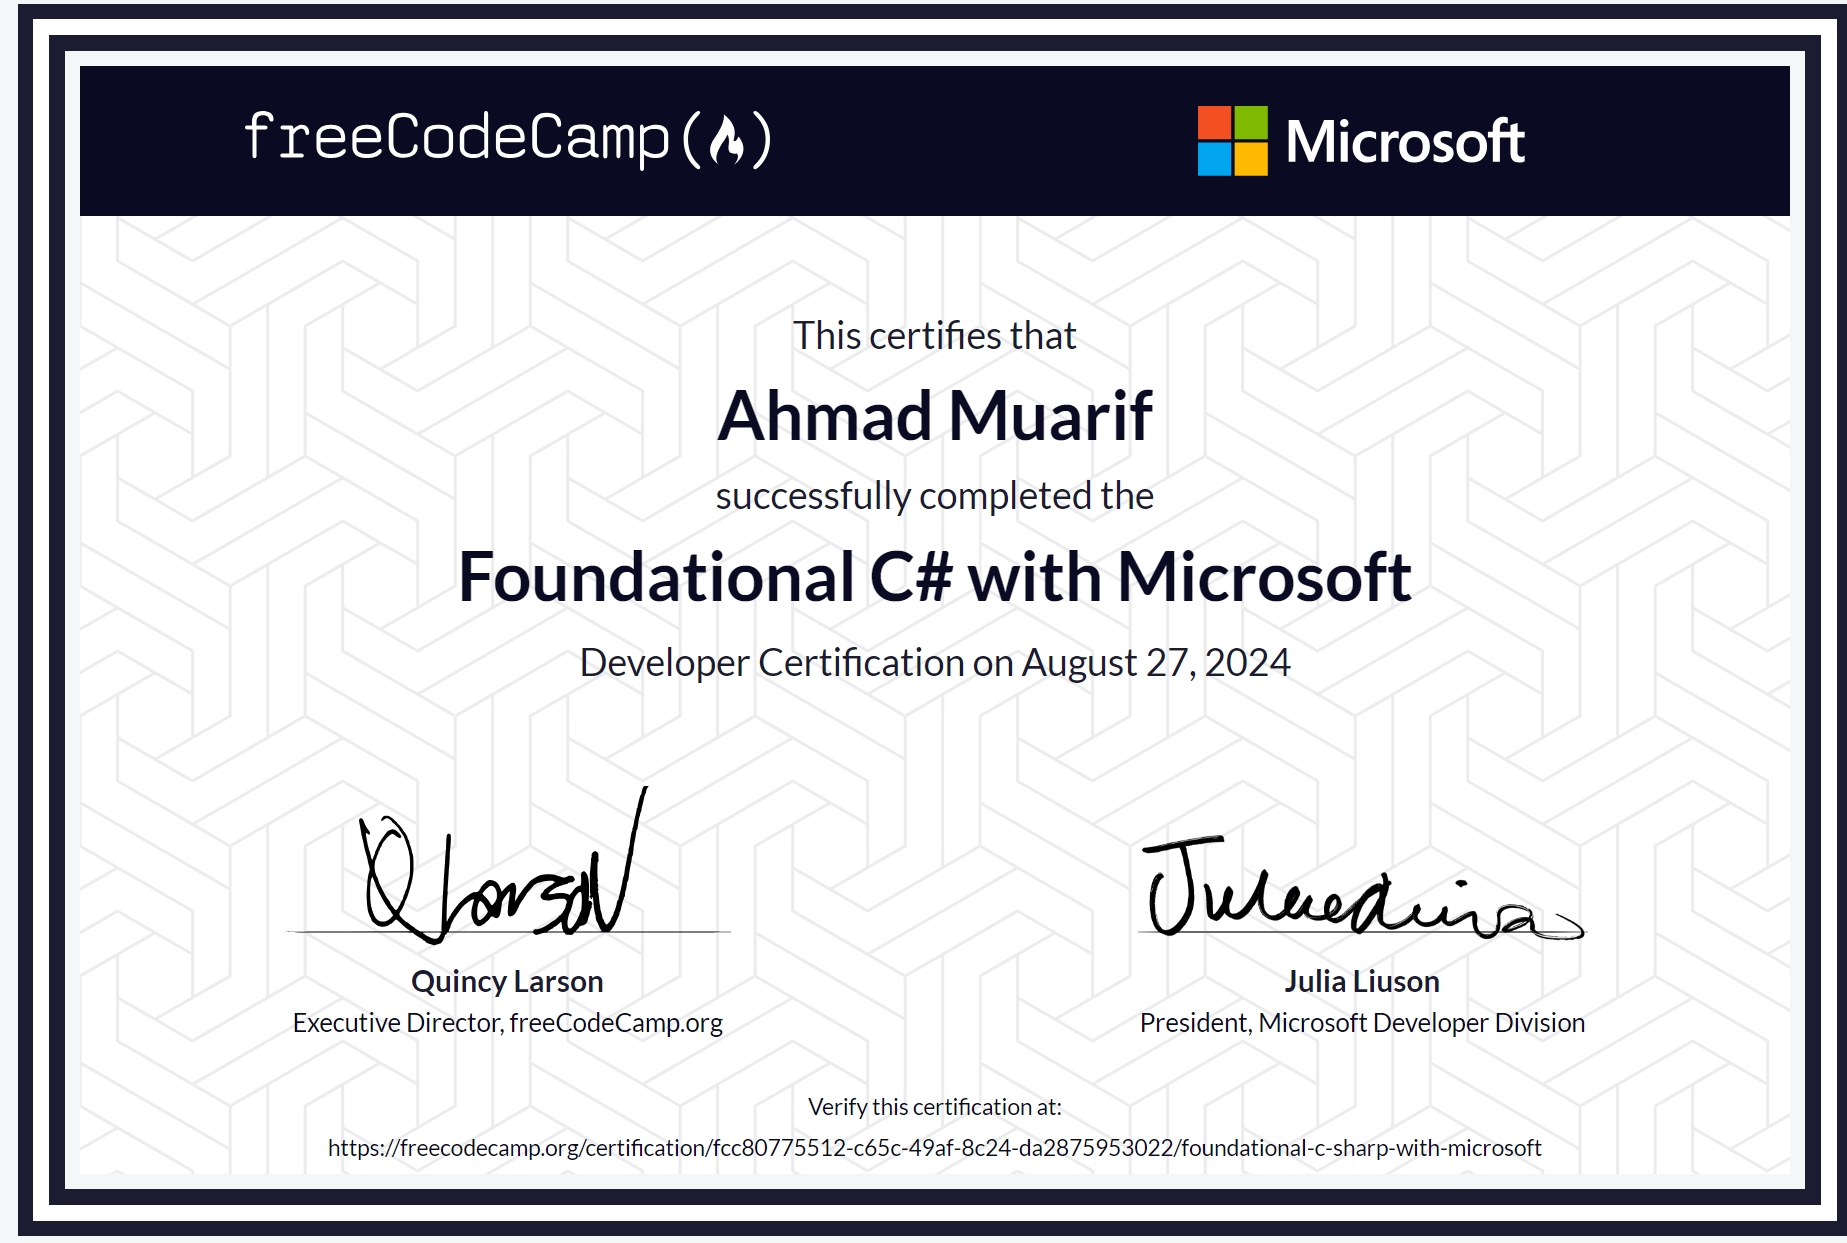 freeCodeCamp(🔥)
Microsoft
This certifies that
Ahmad Muarif
successfully completed the
Foundational C# with Microsoft
Developer Certification on August 27, 2024
Quincy Larson
Executive Director, freeCodeCamp.org
Julia Liuson
President, Microsoft Developer Division
Verify this certification at:
https://freecodecamp.org/certification/fcc80775512-c65c-49af-8c24-da2875953022/foundational-c-sharp-with-microsoft